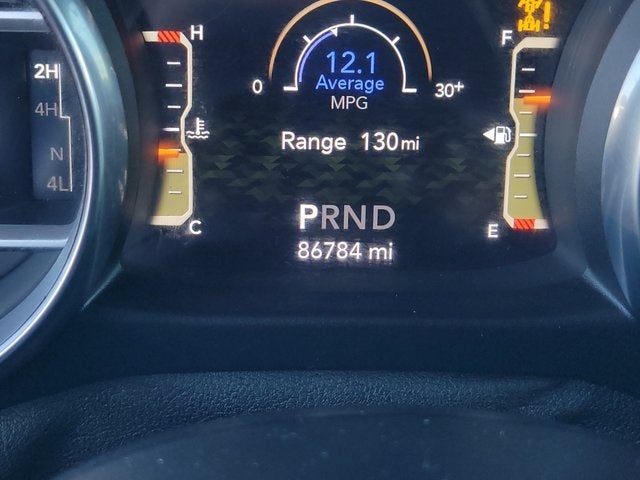 H
F
2H
12.1
0
Average
30+
4H
MPG
Range 130 mi
N
4L
PRND
C
E
86784 mi